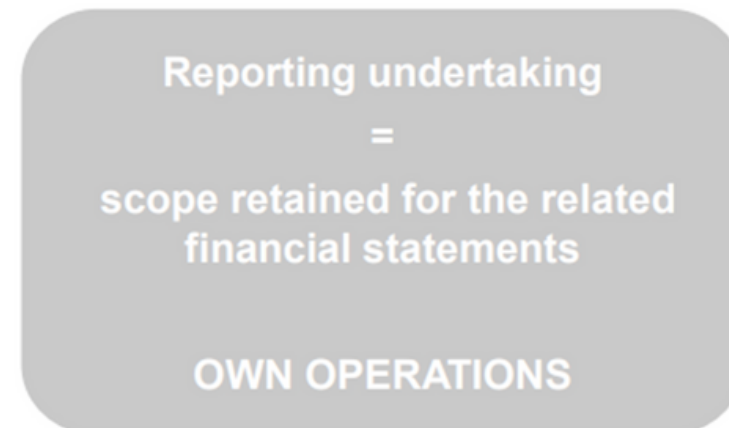 Reporting undertaking
=
scope retained for the related
financial statements
OWN OPERATIONS